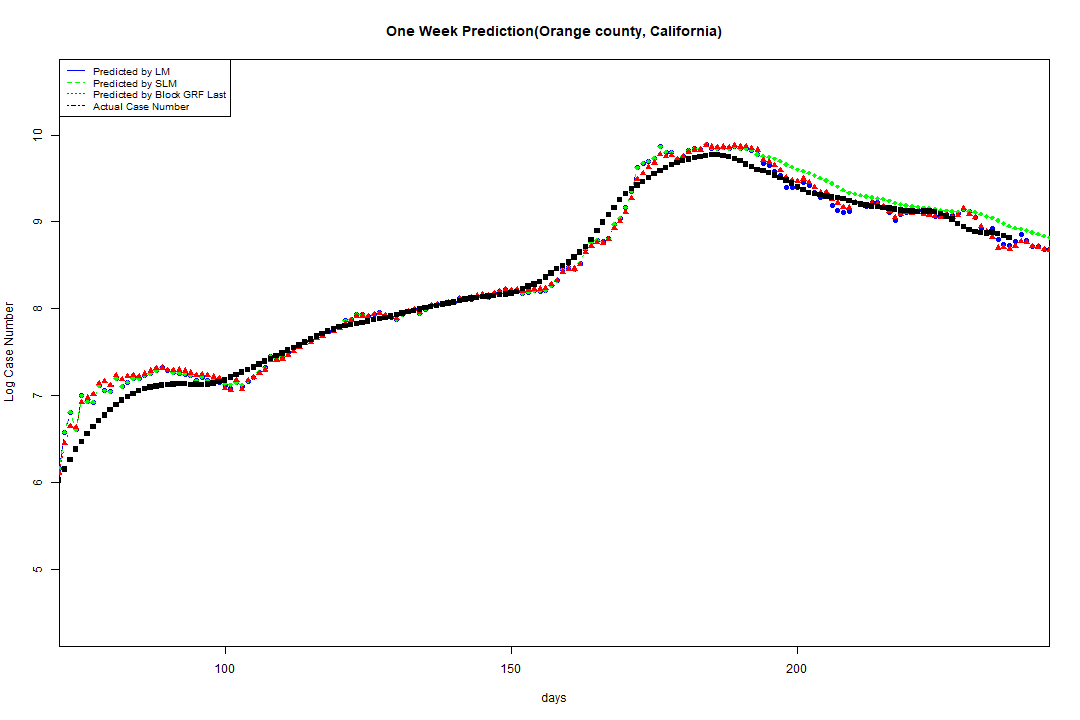 One Week Prediction(Orange county, California)
Predicted by LM
Predicted by SLM
Predicted by Block GRF Last
Actual Case Number
10
9
8
7
6
5
Log Case Number
100 150 200
days